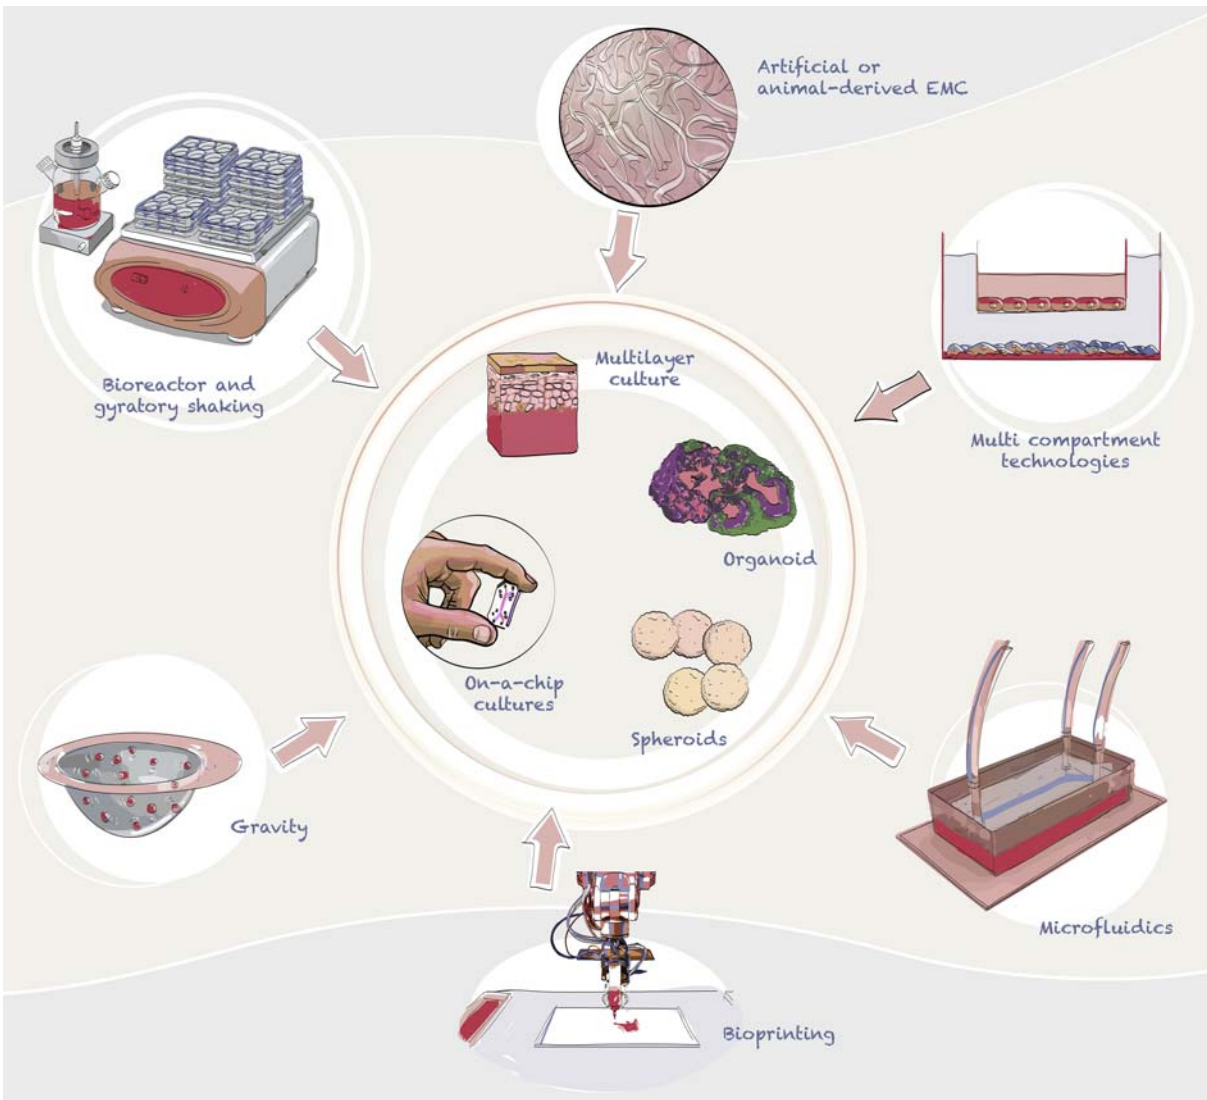 Artificial or
animal-derived EMC
Bioreactor and
gyratory shaking
Multilayer
culture
Multi compartment
technologies
Organoid
On-a-chip
cultures
Spheroids
Gravity
Microfluidics
Bioprinting